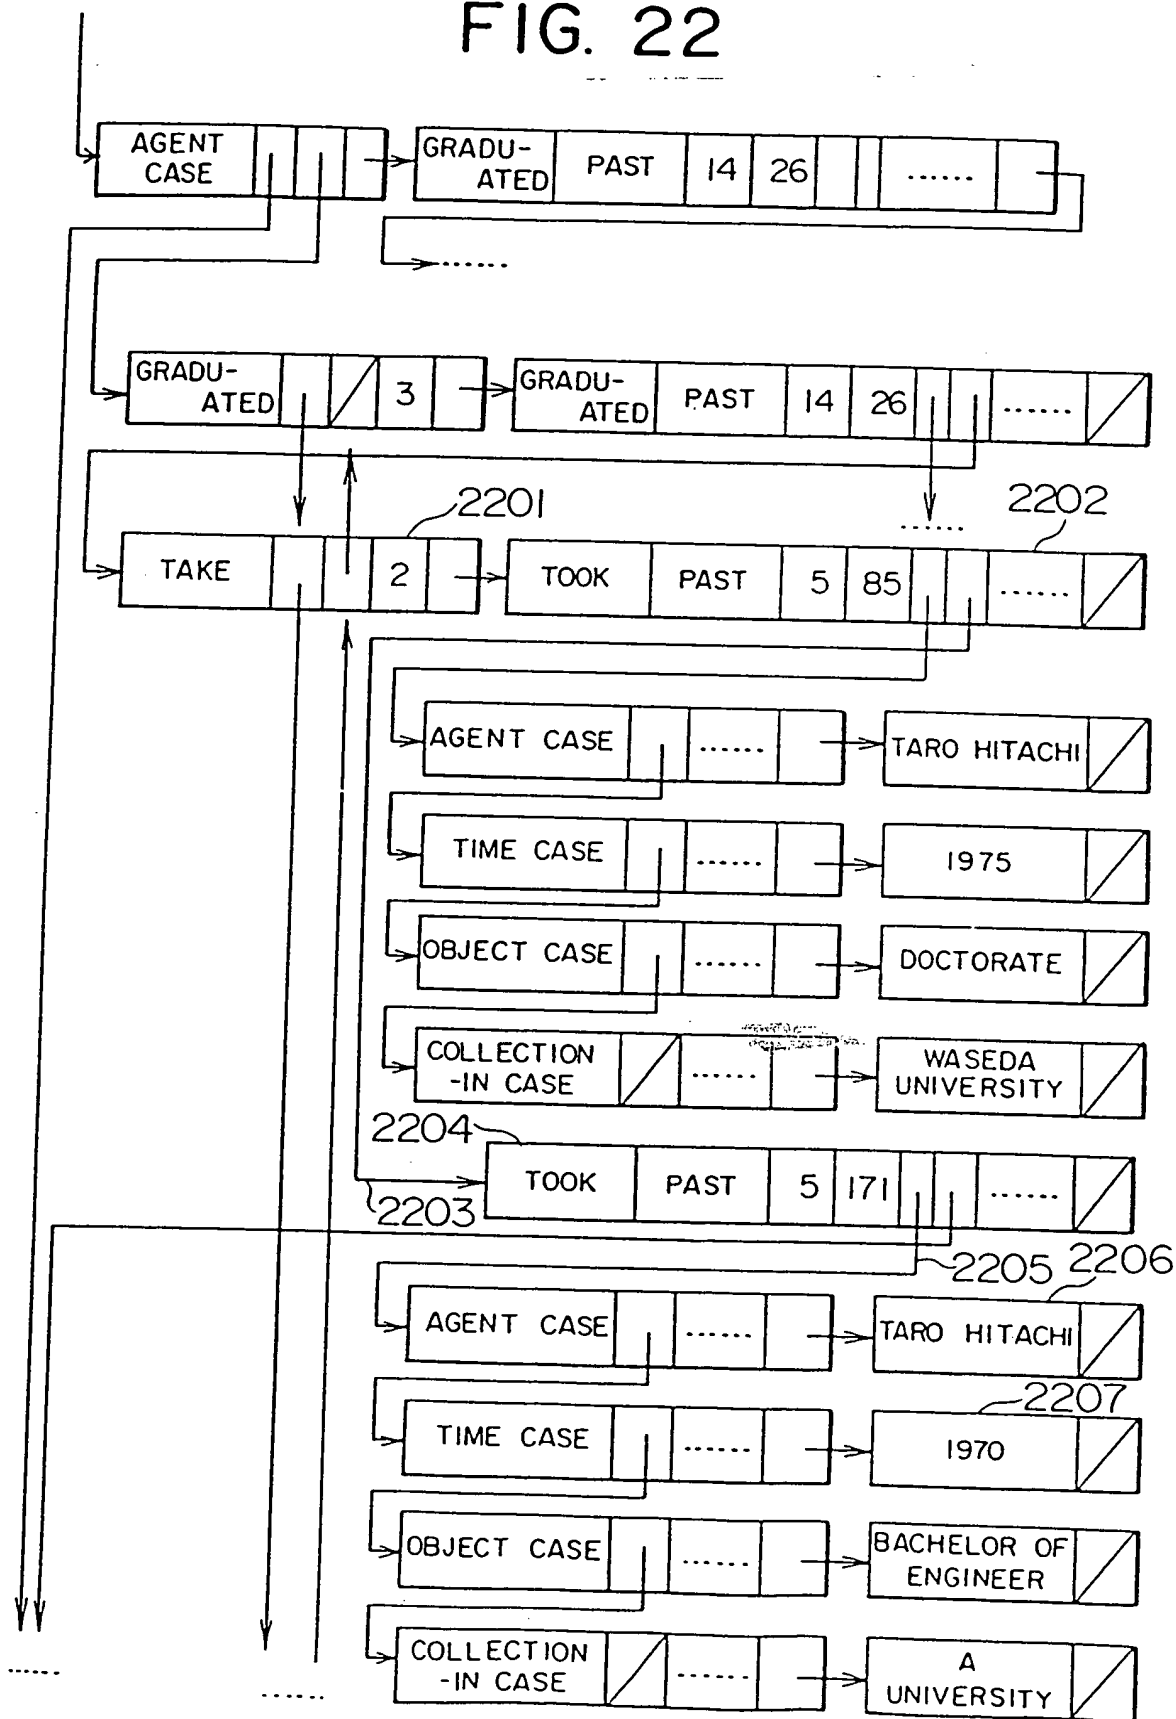 FIG. 22
AGENT
CASE
GRADU-
ATED
PAST
14
26
......
......
GRADU-
ATED
3
GRADU-
ATED
PAST
14
26
......
2201
......
2202
TAKE
2
TOOK
PAST
5
85
......
AGENT CASE
......
TARO HITACHI
TIME CASE
......
1975
OBJECT CASE
......
DOCTORATE
COLLECTION
-IN CASE
......
WASEDA
UNIVERSITY
2204
TOOK
PAST
5
171
......
2203
2205
2206
AGENT CASE
......
TARO HITACHI
2207
TIME CASE
......
1970
OBJECT CASE
......
BACHELOR OF
ENGINEER
COLLECTION
-IN CASE
......
A
UNIVERSITY
......
......